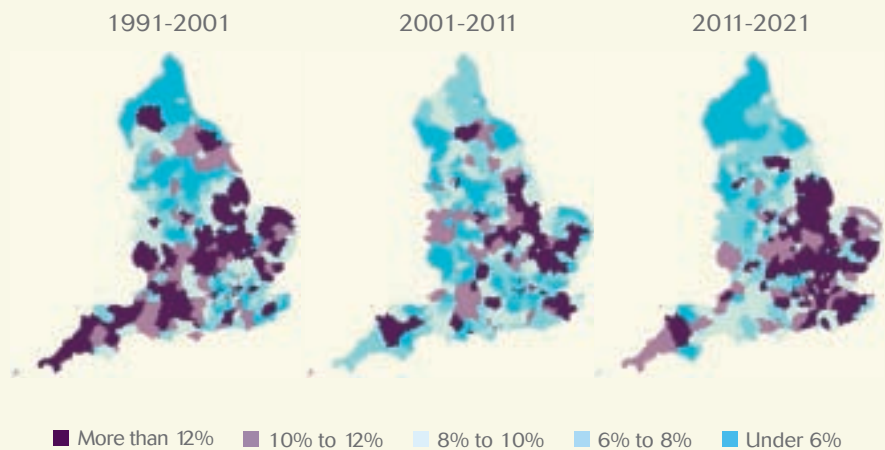 1991-2001 2001-2011 2011-2021
More than 12% 10% to 12% 8% to 10% 6% to 8% Under 6%